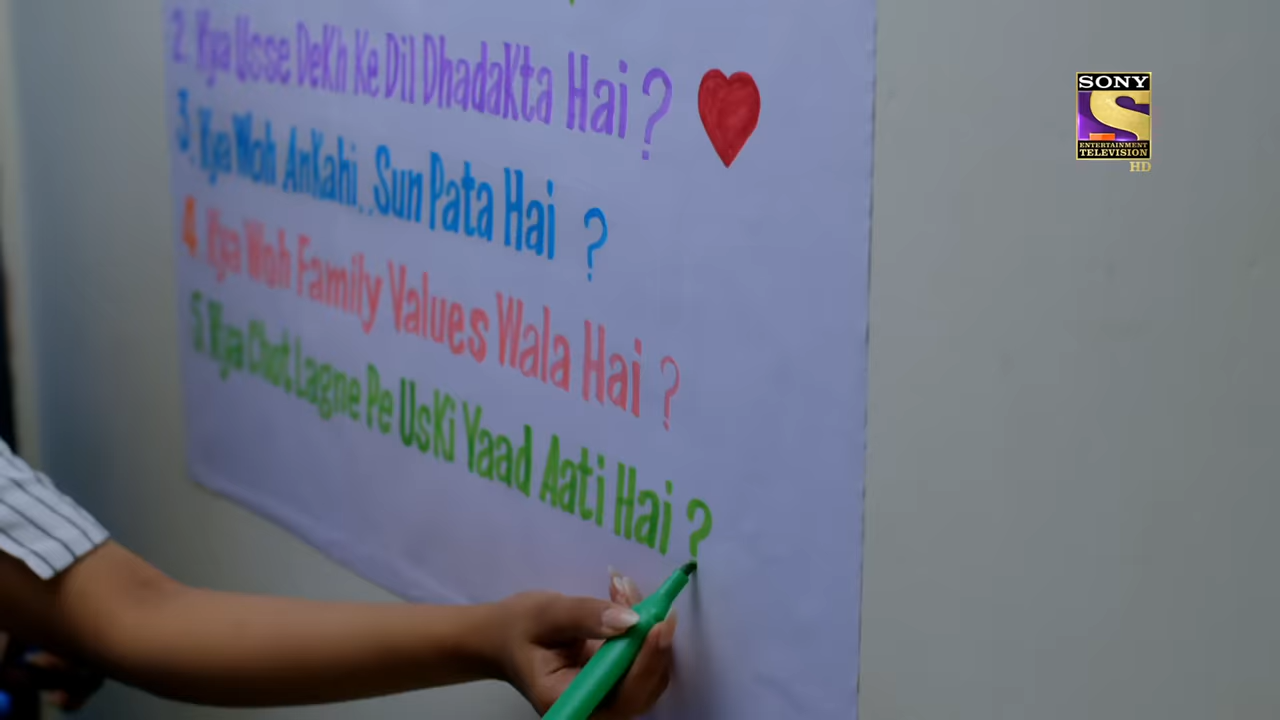 2. Kya Usse DeKh Ke Dil DhadaKta Hai ?
3. Kya Woh AnKahi..Sun Pata Hai ?
4. Kya Woh Family Values Wala Hai ?
5. Kya Chot Lagne Pe UsKi Yaad Aati Hai ?
SONY
S
ENTERTAINMENT
TELEVISION
HD